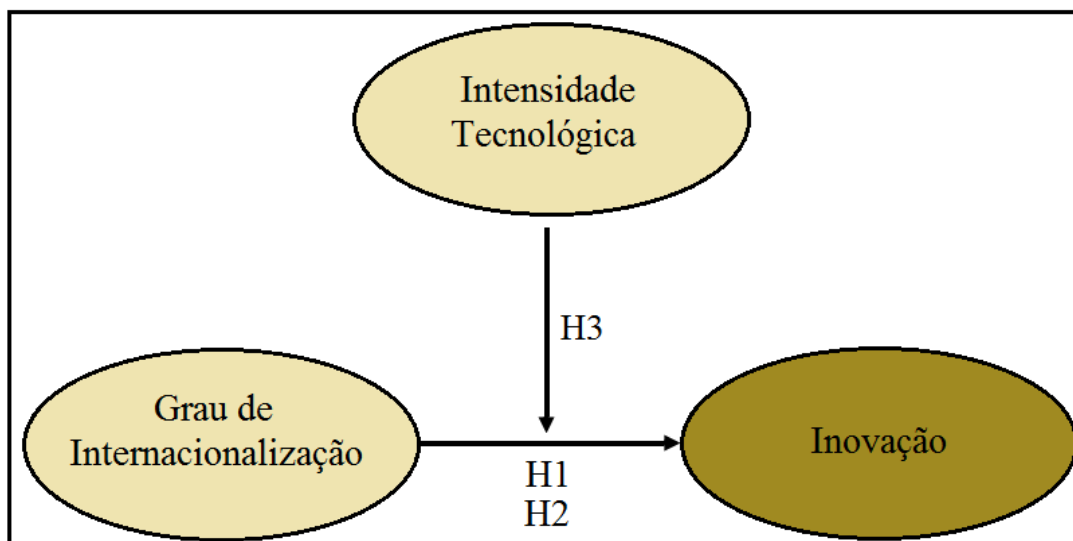 Intensidade
Tecnológica
H3
Grau de
Internacionalização
H1
H2
Inovação